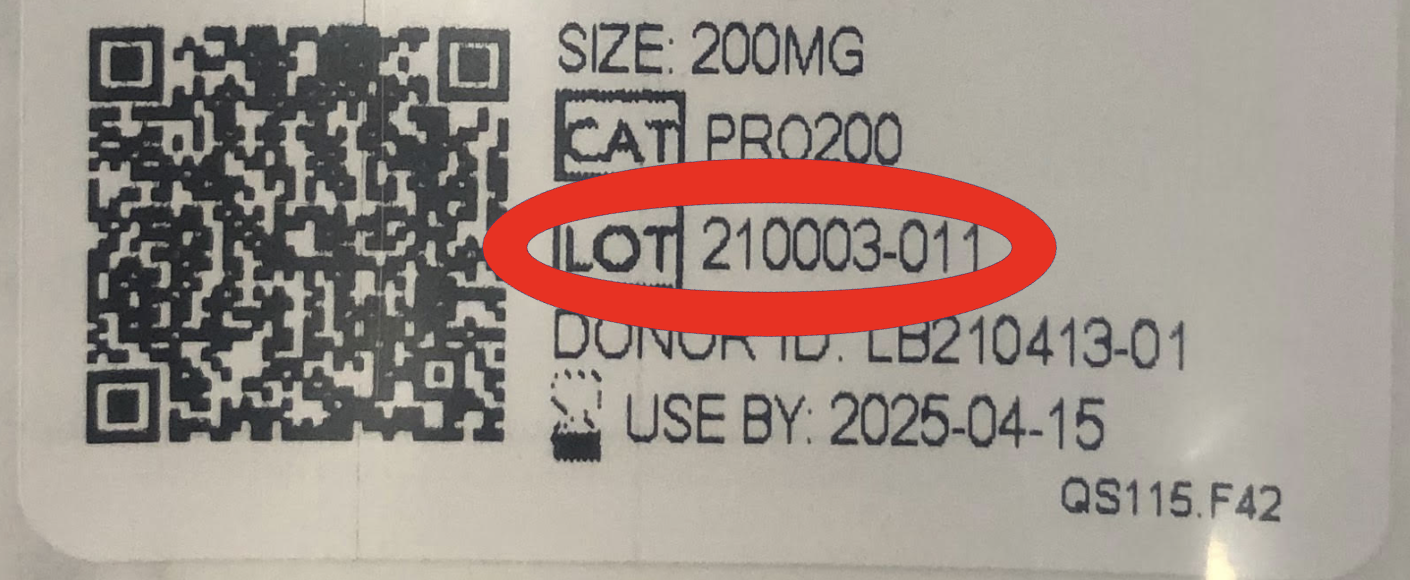 SIZE: 200MG
CAT PRO200
LOT 210003-011
DONOR ID: LB210413-01
USE BY: 2025-04-15
QS115.F42